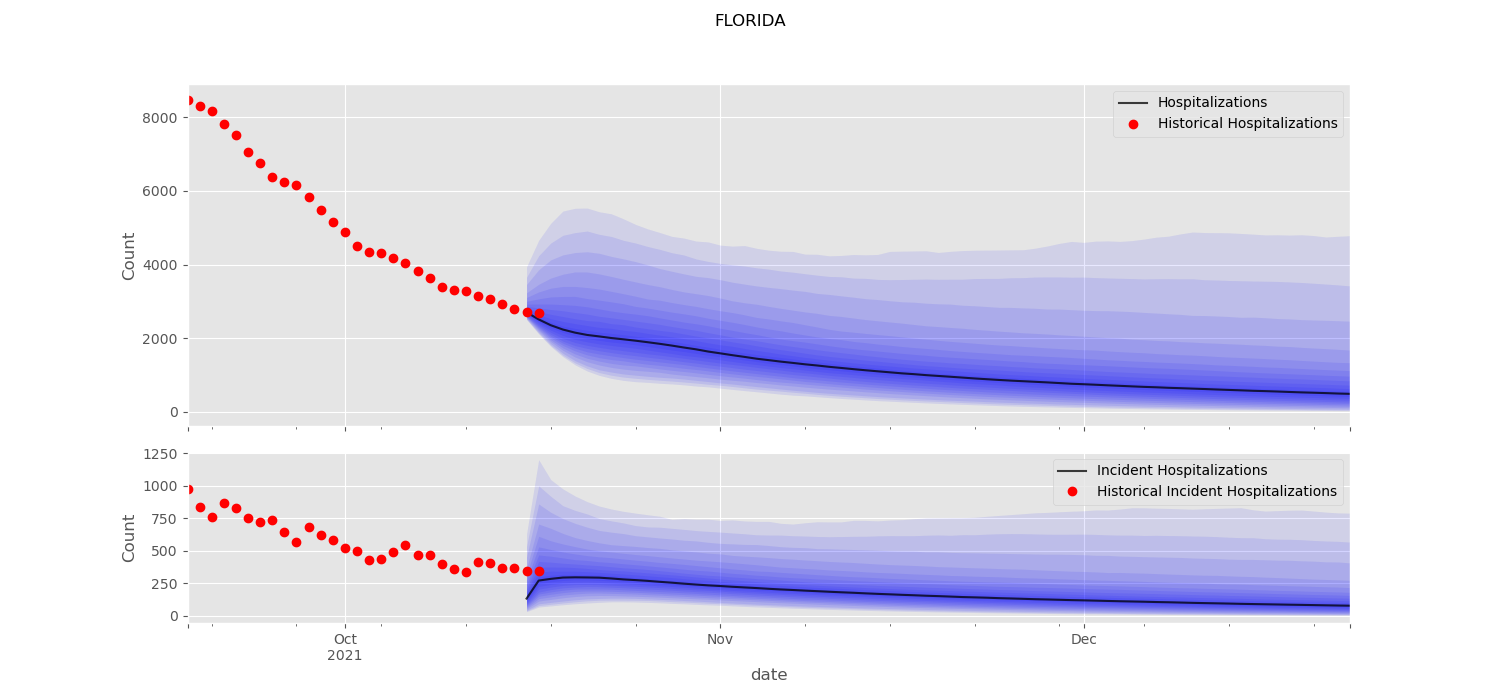 FLORIDA
Hospitalizations
Historical Hospitalizations
8000
6000
4000
2000
0
Count
Incident Hospitalizations
Historical Incident Hospitalizations
1250
1000
750
500
250
0
Count
Oct
2021
Nov
Dec
date